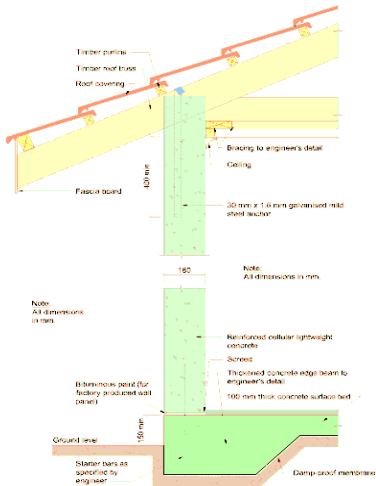 Timber purlins
Timber roof truss
Roof covering
Bracing to engineer's detail
Ceiling
400 mm
Fascia board
30 mm x 1.6 mm galvanised mild
steel anchor
160
Note:
All dimensions in mm.
Note:
All dimensions
in mm.
Reinforced cellular lightweight
concrete
Screed
Bituminous paint (for
factory produced wall
panel)
Thickened concrete edge beam to
engineer's detail
100 mm thick concrete surface bed
150 mm
Ground level
Starter bars as
specified by
engineer
Damp-proof membrane